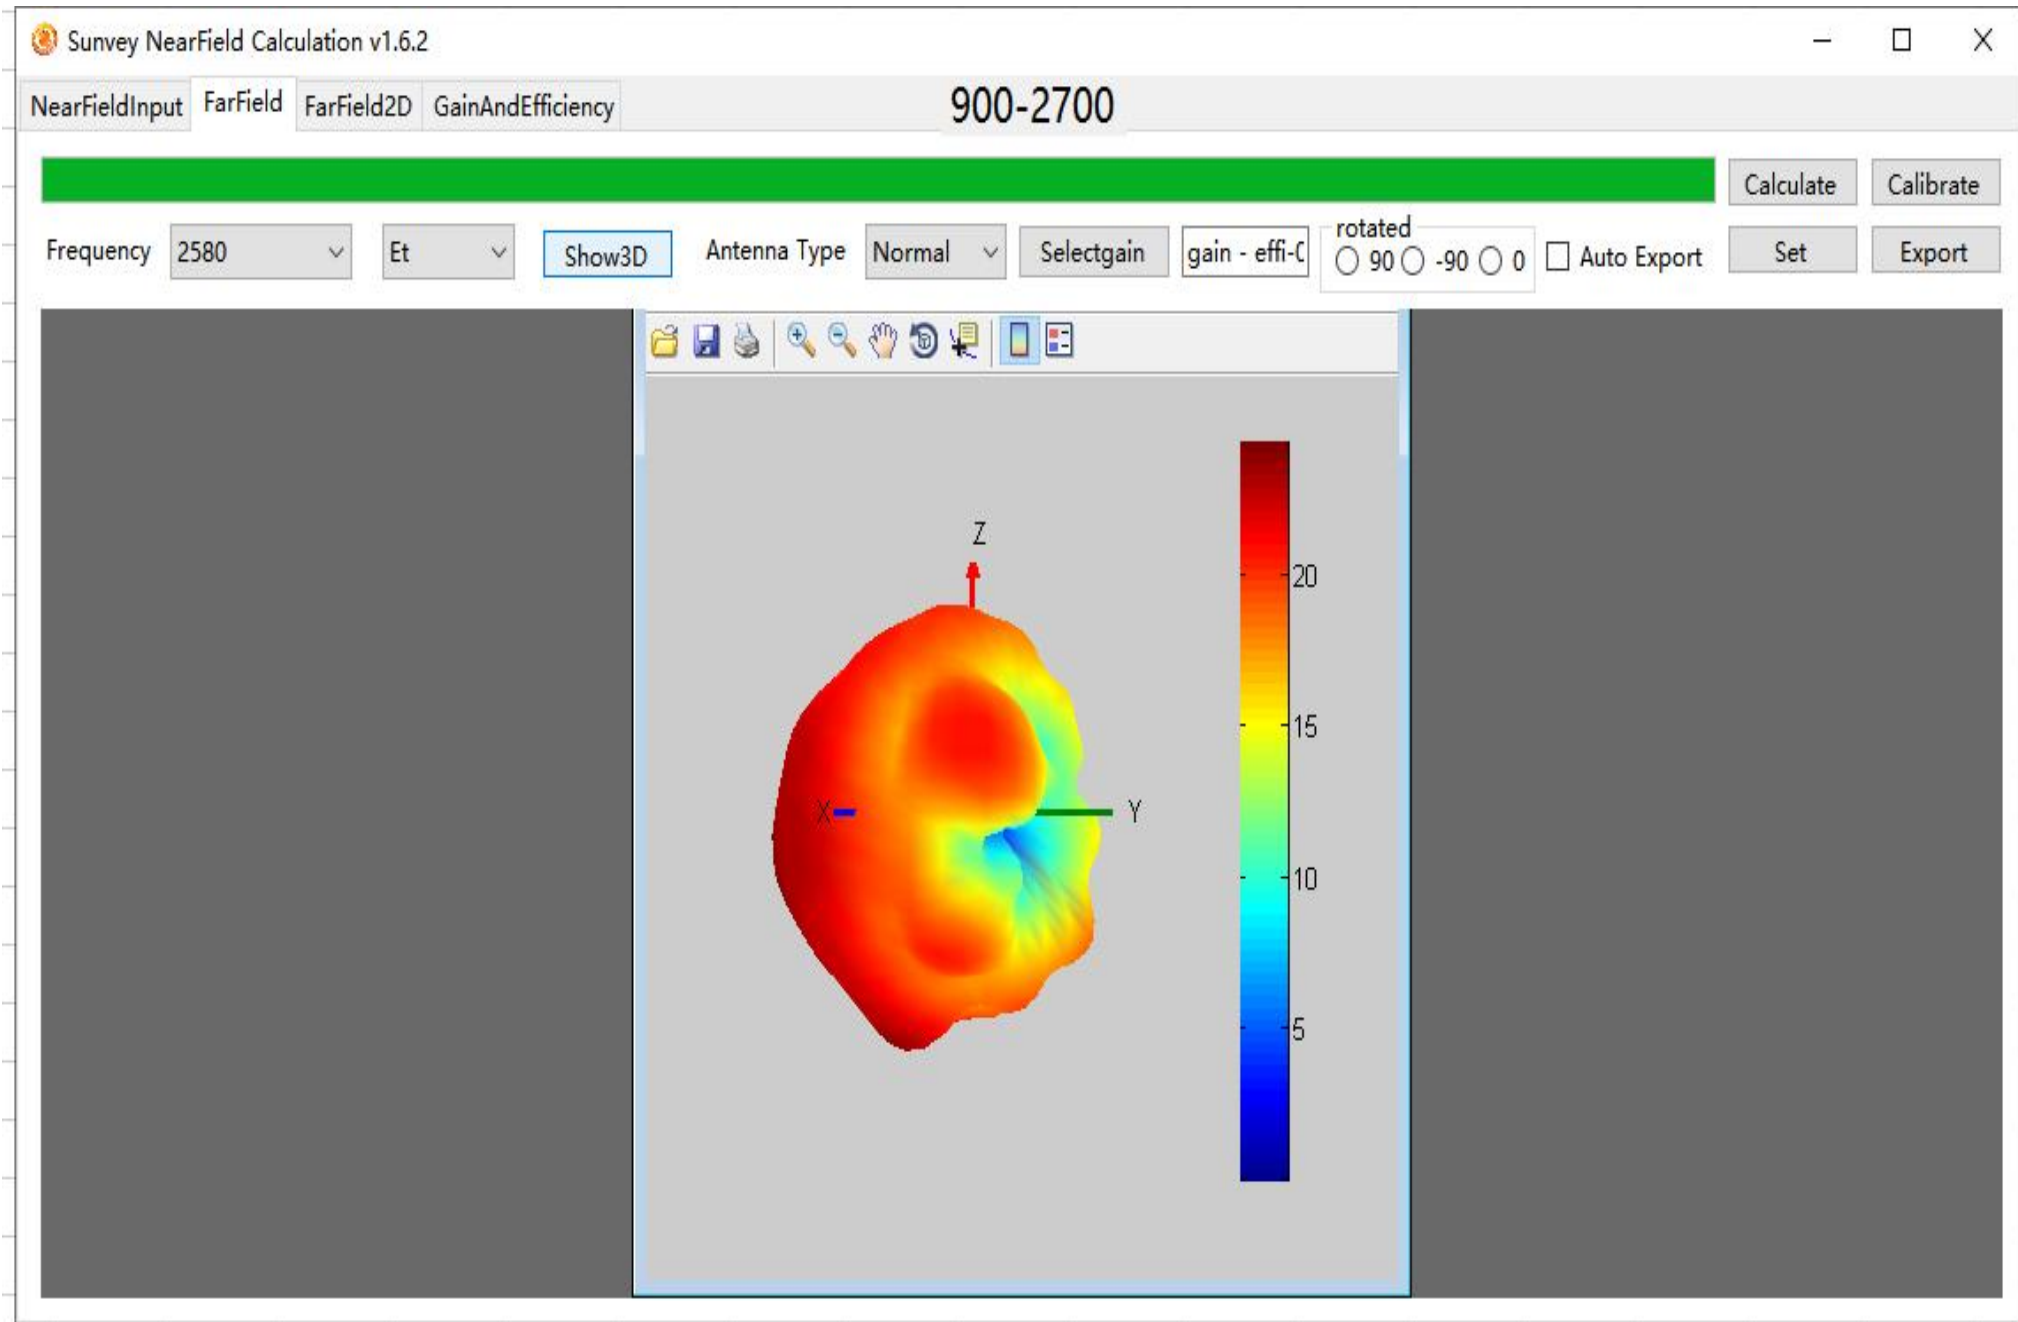 Sunvey NearField Calculation v1.6.2
NearFieldInput FarField FarField2D GainAndEfficiency 900-2700
Calculate Calibrate
Frequency 2580 Et Show3D Antenna Type Normal Selectgain gain - effi-( rotated 90 -90 0 Auto Export Set Export
Z
20
15
X Y
10
5